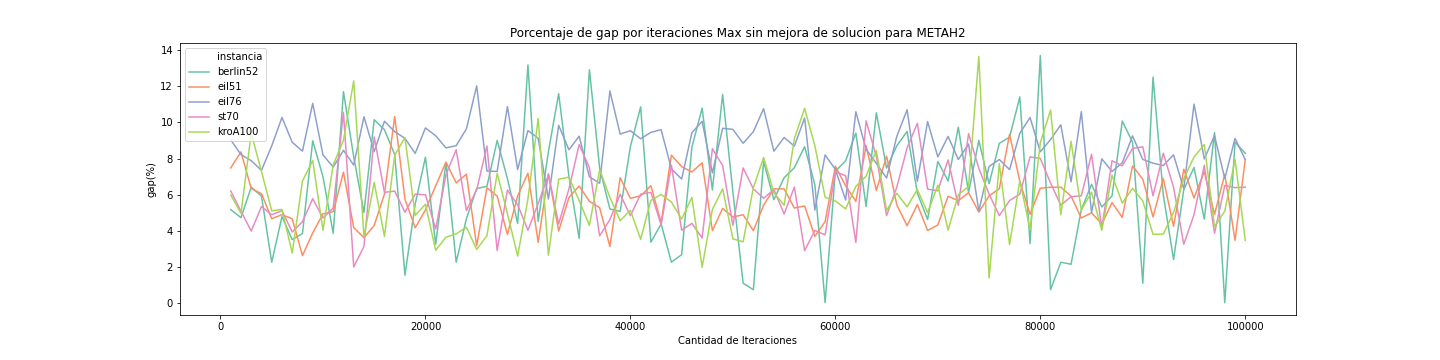 Porcentaje de gap por iteraciones Max sin mejora de solucion para METAH2
instancia
berlin52
eil51
eil76
st70
kroA100
gap(%)
14
12
10
8
6
4
2
0
0 20000 40000 60000 80000 100000
Cantidad de Iteraciones